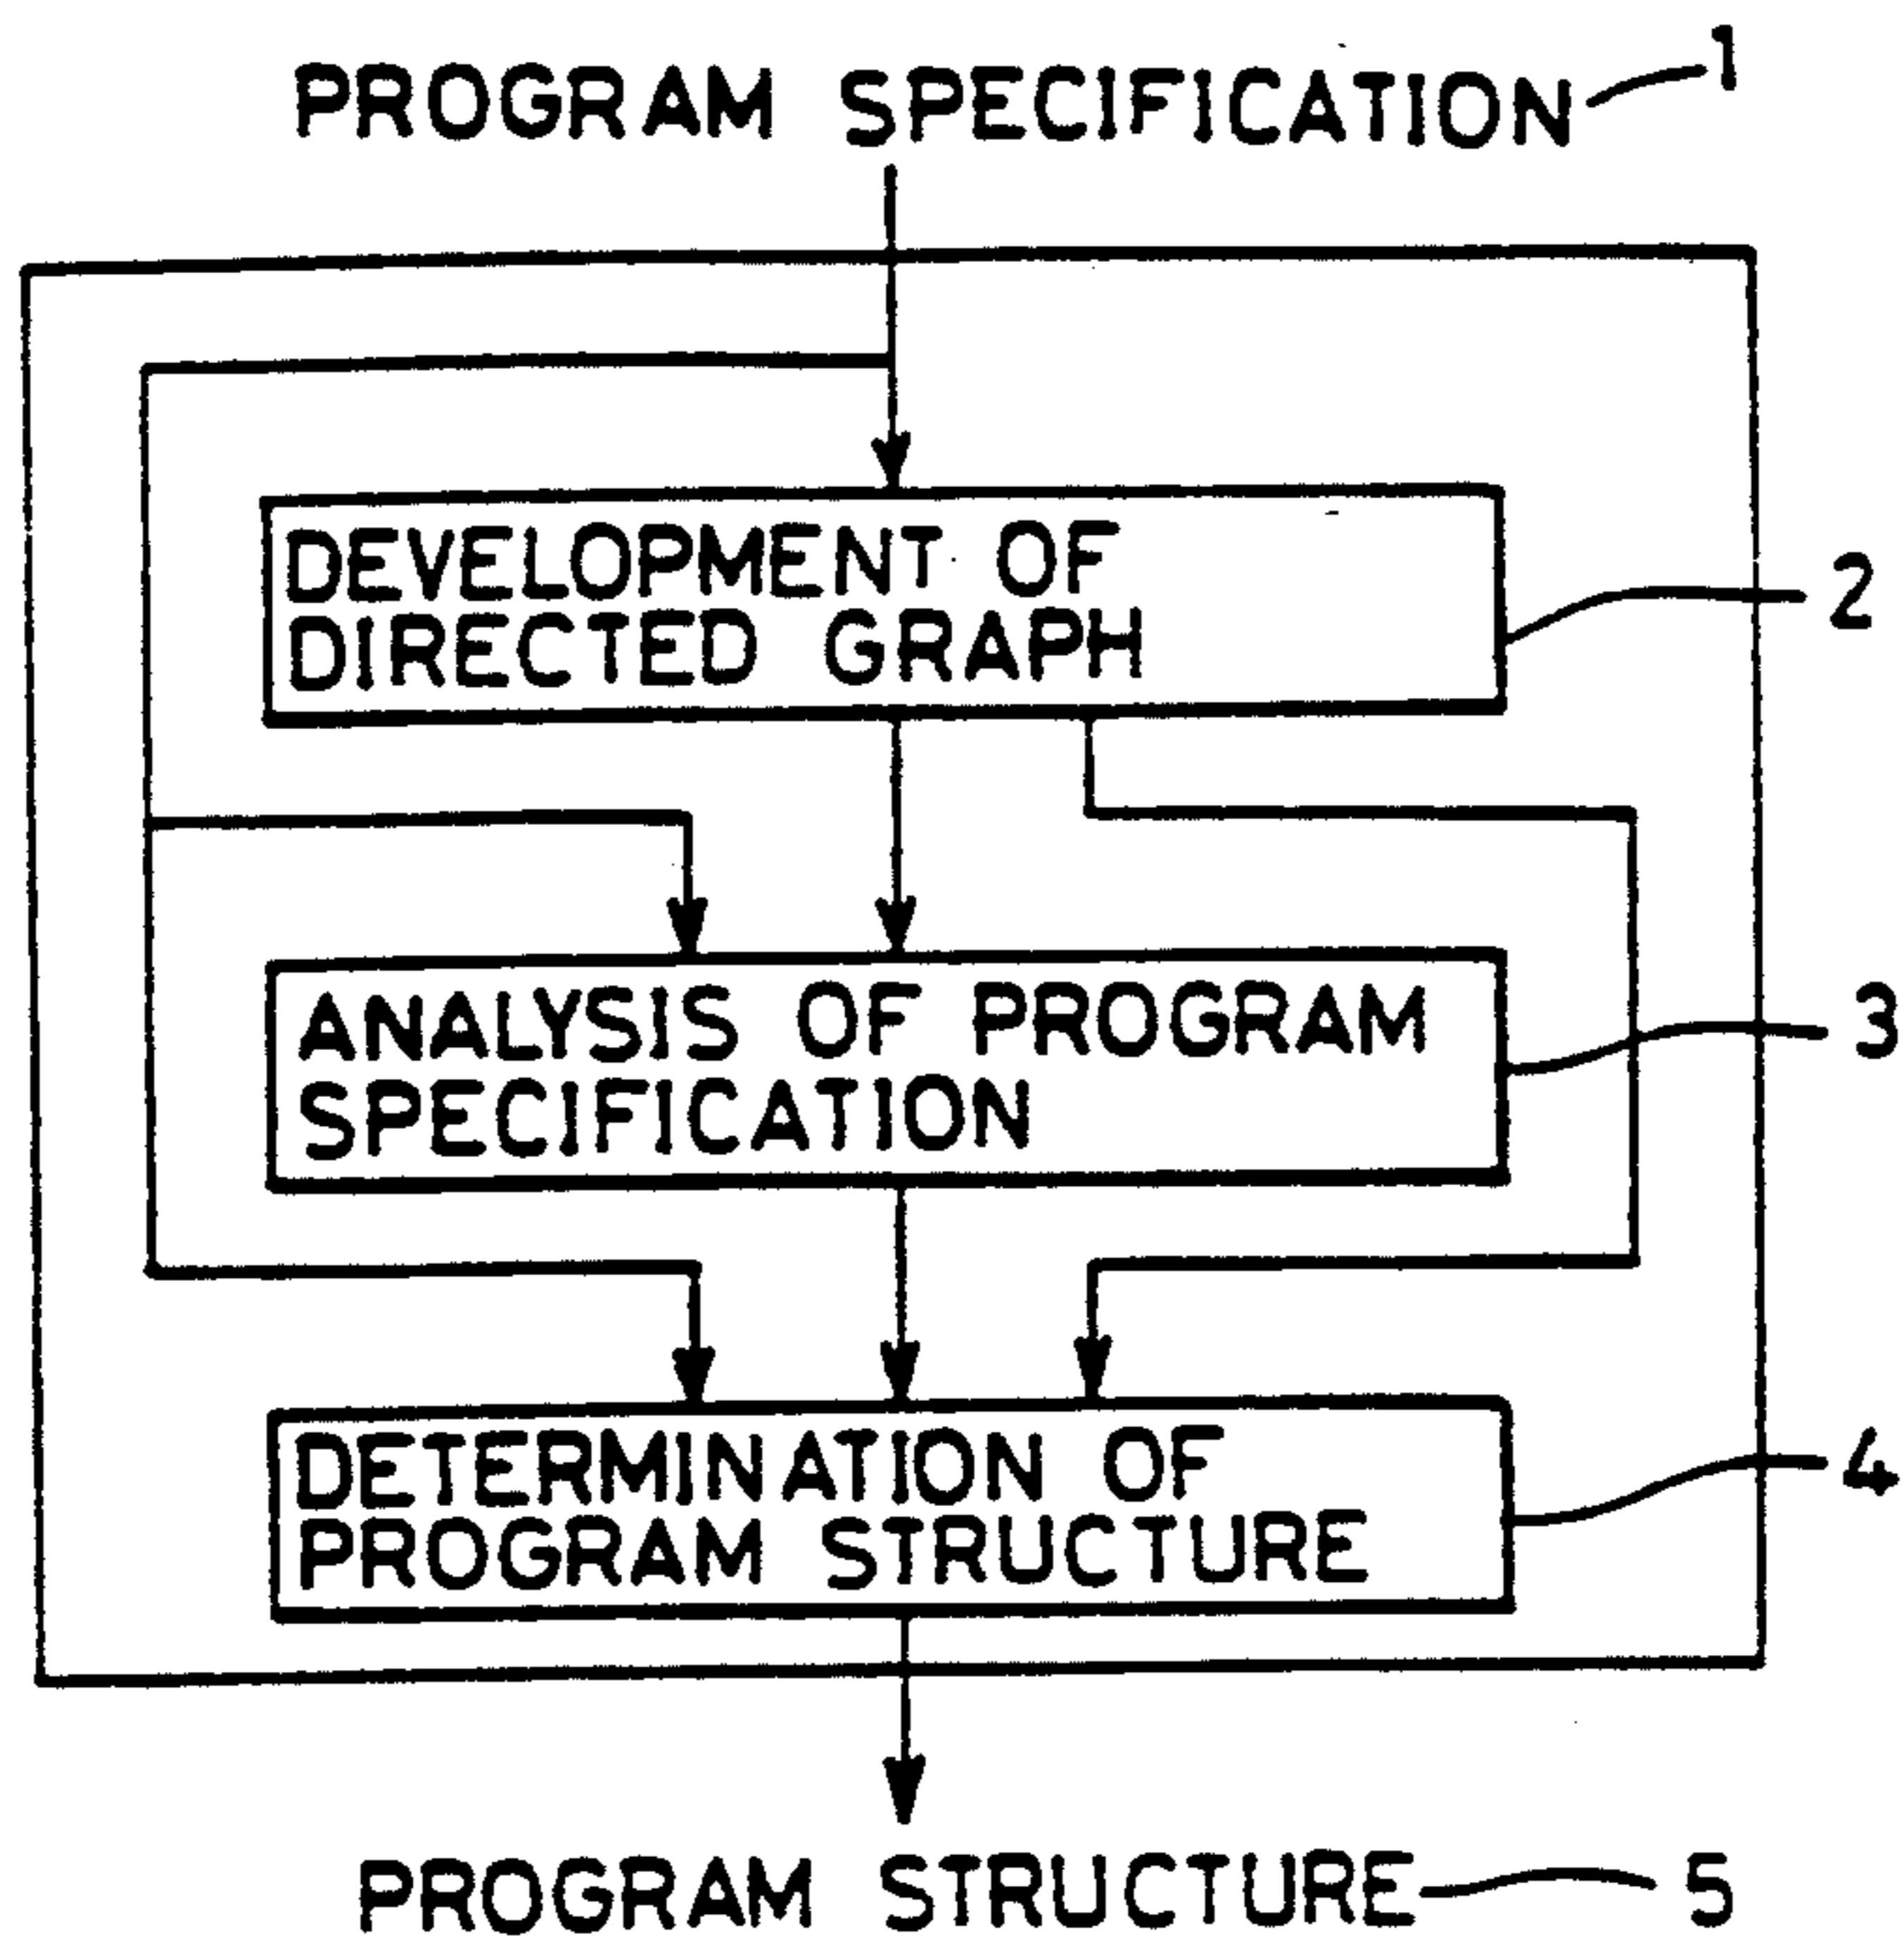 PROGRAM SPECIFICATION 1
DEVELOPMENT OF
DIRECTED GRAPH
2
ANALYSIS OF PROGRAM
SPECIFICATION
3
DETERMINATION OF
PROGRAM STRUCTURE
4
PROGRAM STRUCTURE 5